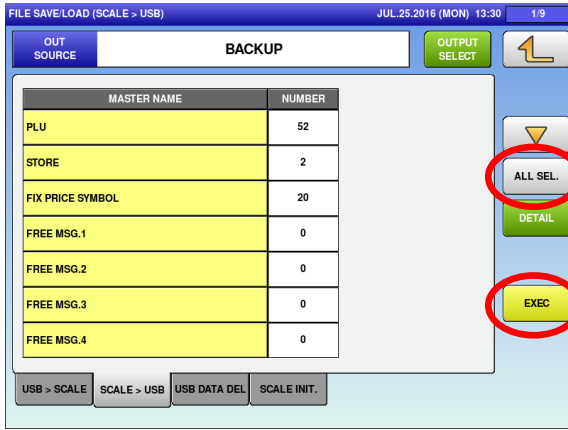 FILE SAVE/LOAD (SCALE > USB) JUL.25.2016 (MON) 13:30 1/9
OUT
SOURCE
BACKUP
OUTPUT
SELECT
MASTER NAME NUMBER
PLU 52
STORE 2
FIX PRICE SYMBOL 20
FREE MSG.1 0
FREE MSG.2 0
FREE MSG.3 0
FREE MSG.4 0
ALL SEL.
DETAIL
EXEC
USB > SCALE SCALE > USB USB DATA DEL SCALE INIT.